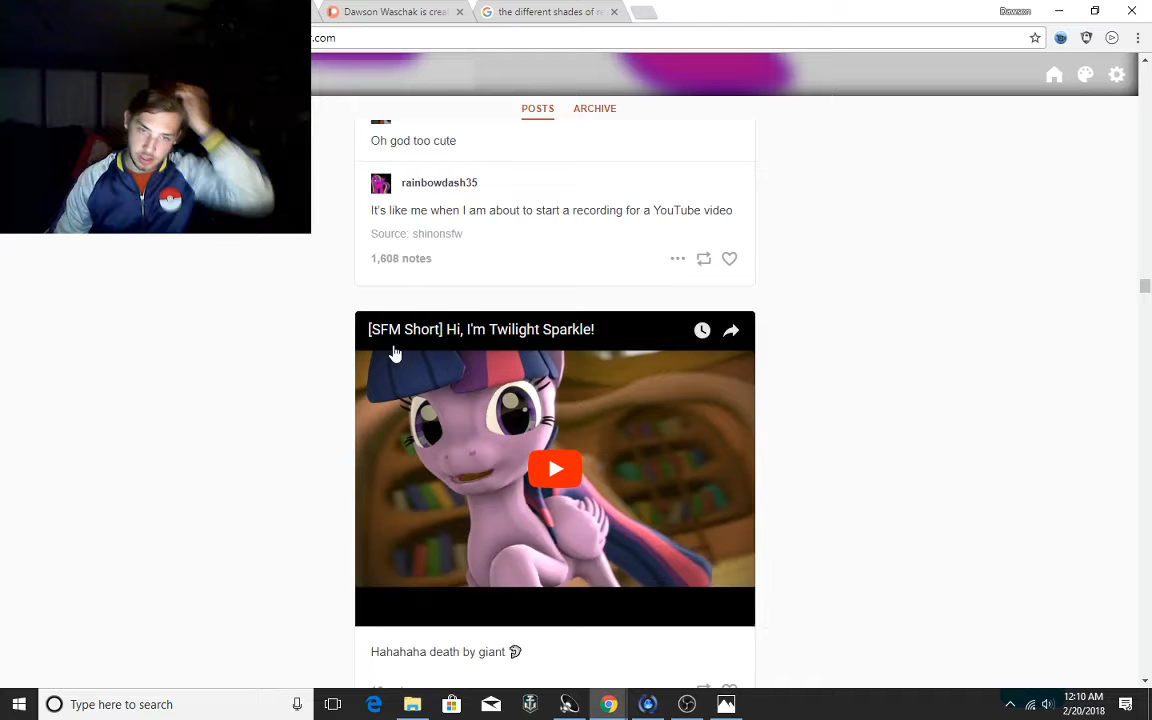 Dawson Waschak is crea
the different shades of re
Dawson
r.com
POSTS ARCHIVE
Oh god too cute
rainbowdash35
It's like me when I am about to start a recording for a YouTube video
Source: shinonsfw
1,608 notes
[SFM Short] Hi, I'm Twilight Sparkle!
Hahahaha death by giant
Type here to search
12:10 AM
2/20/2018